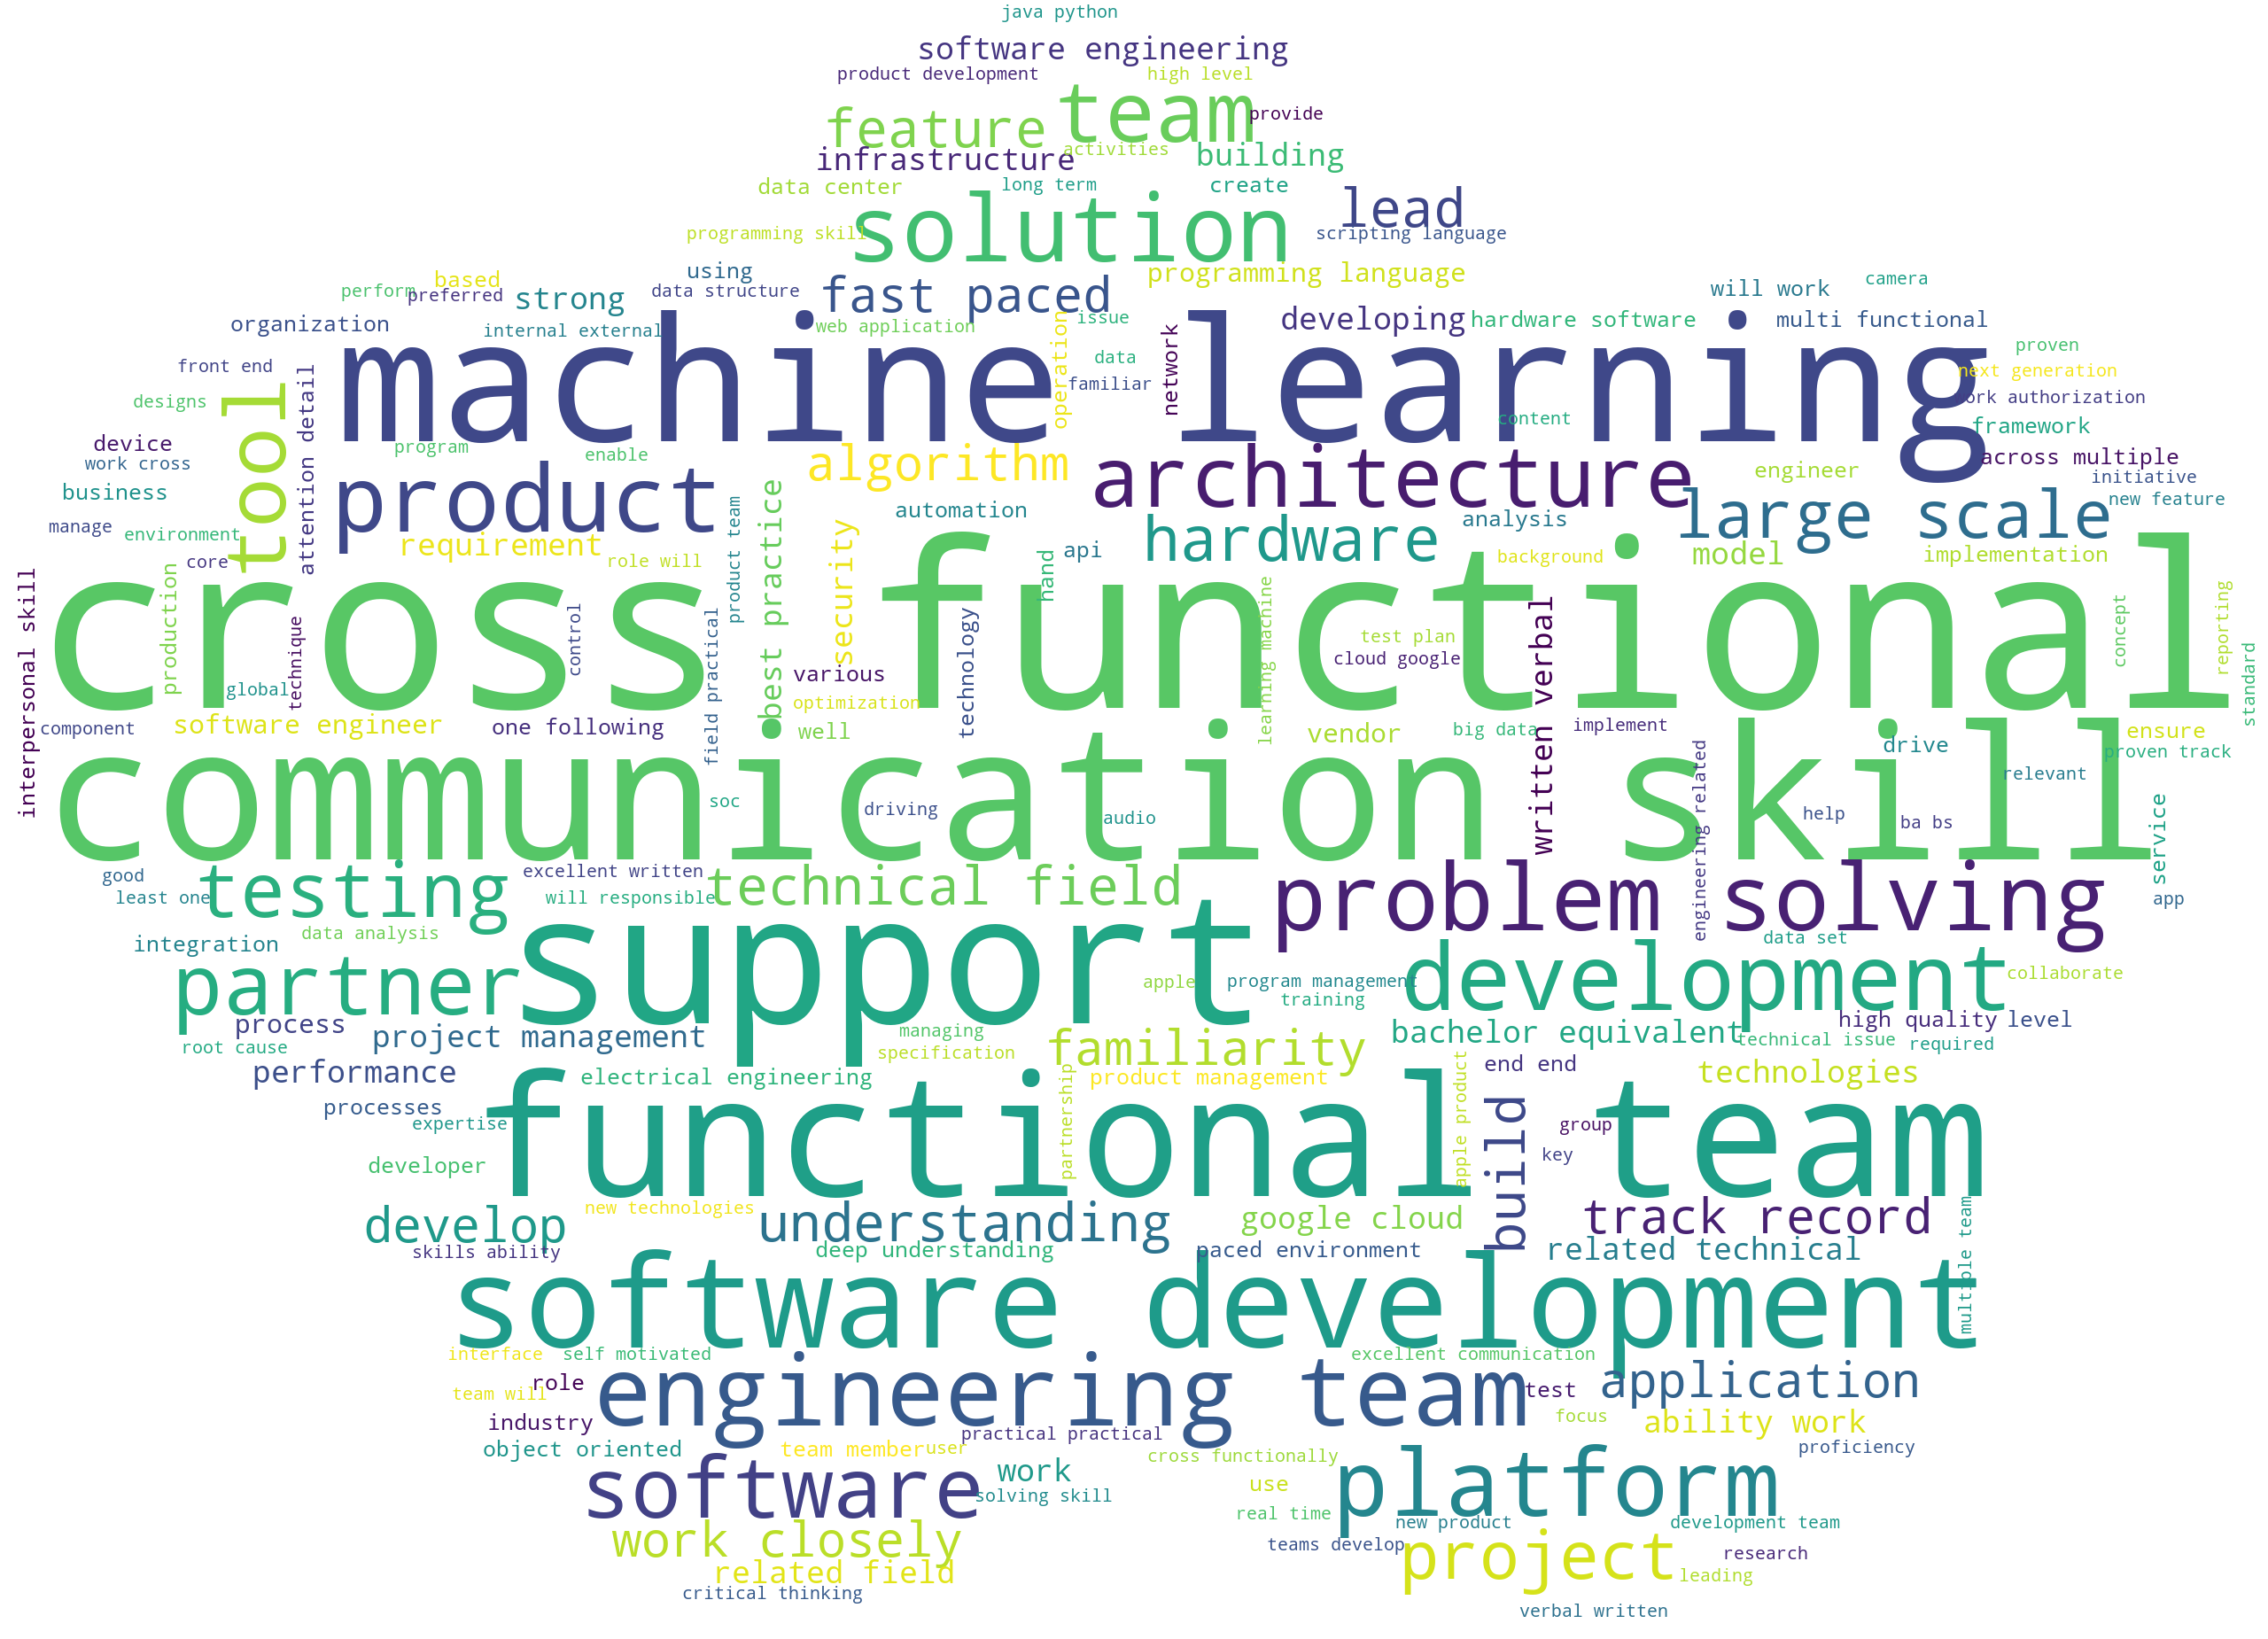 java python
software engineering
product development
high level
team
feature
provide
infrastructure
activities
building
data center
long term
create
solution
lead
programming skill
scripting language
using
programming language
based
perform
preferred
strong
data structure
fast paced
will work
camera
organization
internal external
web application
operation
issue
network
developing
hardware software
multi functional
machine learning
front end
data
familiar
proven
next generation
designs
tool
attention detail
content
ork authorization
framework
device
work cross
program
enable
algorithm
architecture
engineer
across multiple
business
product
initiative
new feature
large scale
manage
environment
requirement
product team
best practice
automation
security
hardware
analysis
core
role will
hand
api
background
model
implementation
cross functional
interpersonal skill
production
technique
control
field practical
technology
learning machine
test plan
cloud google
written verbal
concept
reporting
standard
global
various
optimization
component
software engineer
one following
well
vendor
big data
implement
ensure
drive
proven track
communication skill
soc
driving
audio
engineering related
relevant
help
ba bs
service
good
least one
testing
excellent written
will responsible
technical field
problem solving
app
integration
data analysis
support
data set
partner
apple
program management
training
development
collaborate
process
root cause
project management
managing
specification
familiarity
bachelor equivalent
high quality
level
technical issue
required
performance
electrical engineering
product management
end end
technologies
processes
expertise
functional team
partnership
apple product
build
group
key
developer
new technologies
develop
understanding
google cloud
track record
multiple team
skills ability
deep understanding
paced environment
related technical
software development
interface
self motivated
excellent communication
team will
role
engineering team
test
application
industry
focus
ability work
object oriented
team member
user
practical practical
cross functionally
proficiency
software
work
solving skill
use
platform
real time
new product
development team
work closely
teams develop
project
research
related field
leading
critical thinking
verbal written